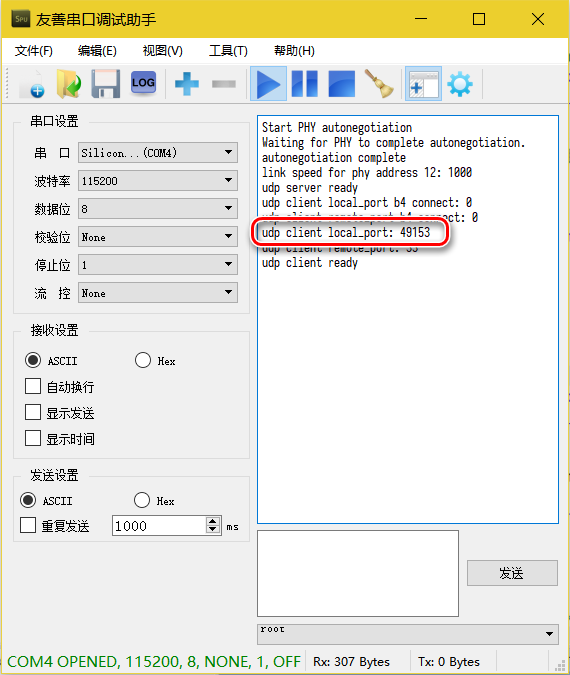 SPU 友善串口调试助手
文件(F) 编辑(E) 视图(V) 工具(T) 帮助(H)
LOG
串口设置
串 口 Silicon...(COM4)
波特率 115200
数据位 8
校验位 None
停止位 1
流 控 None
接收设置
ASCII Hex
自动换行
显示发送
显示时间
发送设置
ASCII Hex
重复发送 1000 ms
Start PHY autonegotiation
Waiting for PHY to complete autonegotiation.
autonegotiation complete
link speed for phy address 12: 1000
udp server ready
udp client local_port b4 connect: 0
udp client remote_port b4 connect: 0
udp client local_port: 49153
udp client remote_port: 53
udp client ready
发送
root
COM4 OPENED, 115200, 8, NONE, 1, OFF Rx: 307 Bytes Tx: 0 Bytes